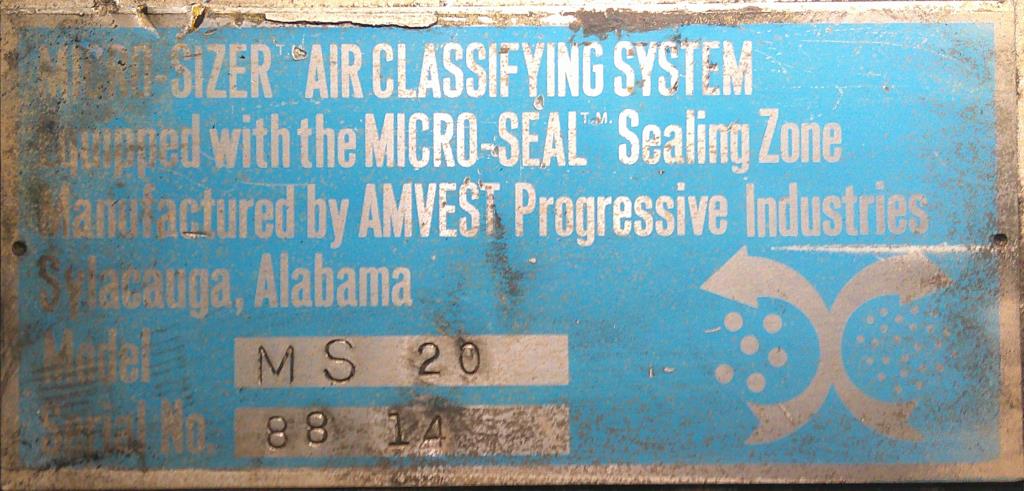 MICRO-SIZER™ AIR CLASSIFYING SYSTEM
Equipped with the MICRO-SEAL™ Sealing Zone
Manufactured by AMVEST Progressive Industries
Sylacauga, Alabama
Model MS 20
Serial No. 88 14